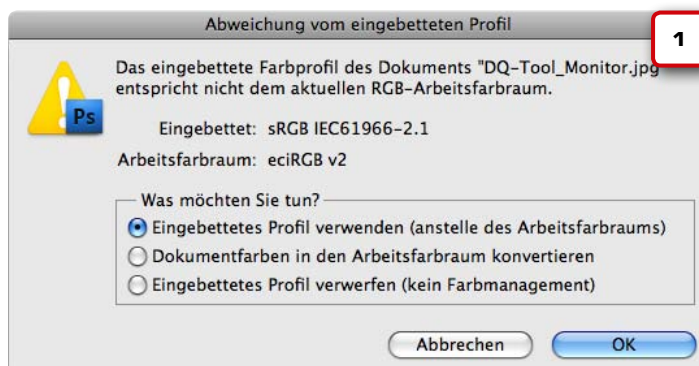 Abweichung vom eingebetteten Profil
1
Das eingebettete Farbprofil des Dokuments "DQ-Tool_Monitor.jpg"
entspricht nicht dem aktuellen RGB-Arbeitsfarbraum.
Ps
Eingebettet: sRGB IEC61966-2.1
Arbeitsfarbraum: eciRGB v2
Was möchten Sie tun?
Eingebettetes Profil verwenden (anstelle des Arbeitsfarbraums)
Dokumentfarben in den Arbeitsfarbraum konvertieren
Eingebettetes Profil verwerfen (kein Farbmanagement)
Abbrechen
OK